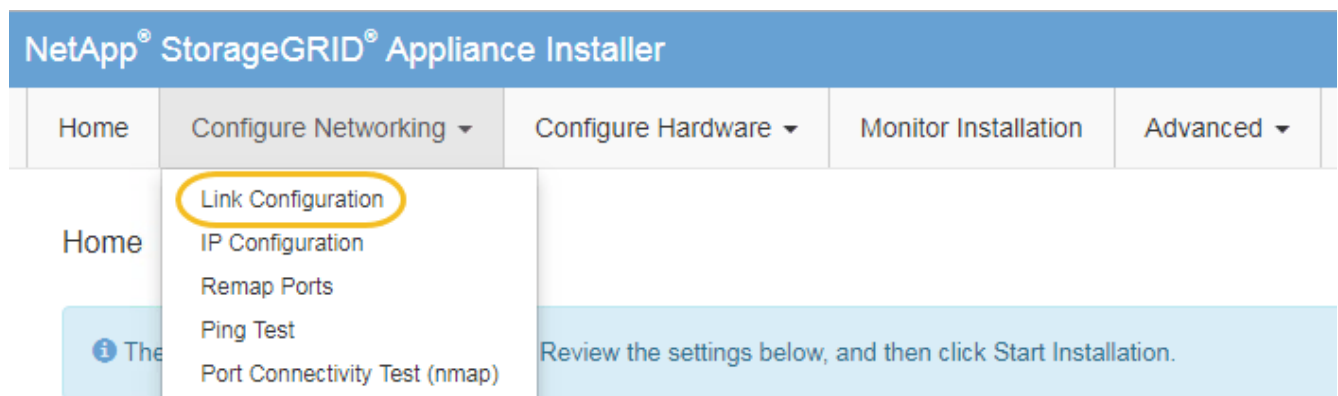 NetApp® StorageGRID® Appliance Installer
Home Configure Networking Configure Hardware Monitor Installation Advanced
Link Configuration
Home IP Configuration
Remap Ports
Ping Test
The Review the settings below, and then click Start Installation.
Port Connectivity Test (nmap)